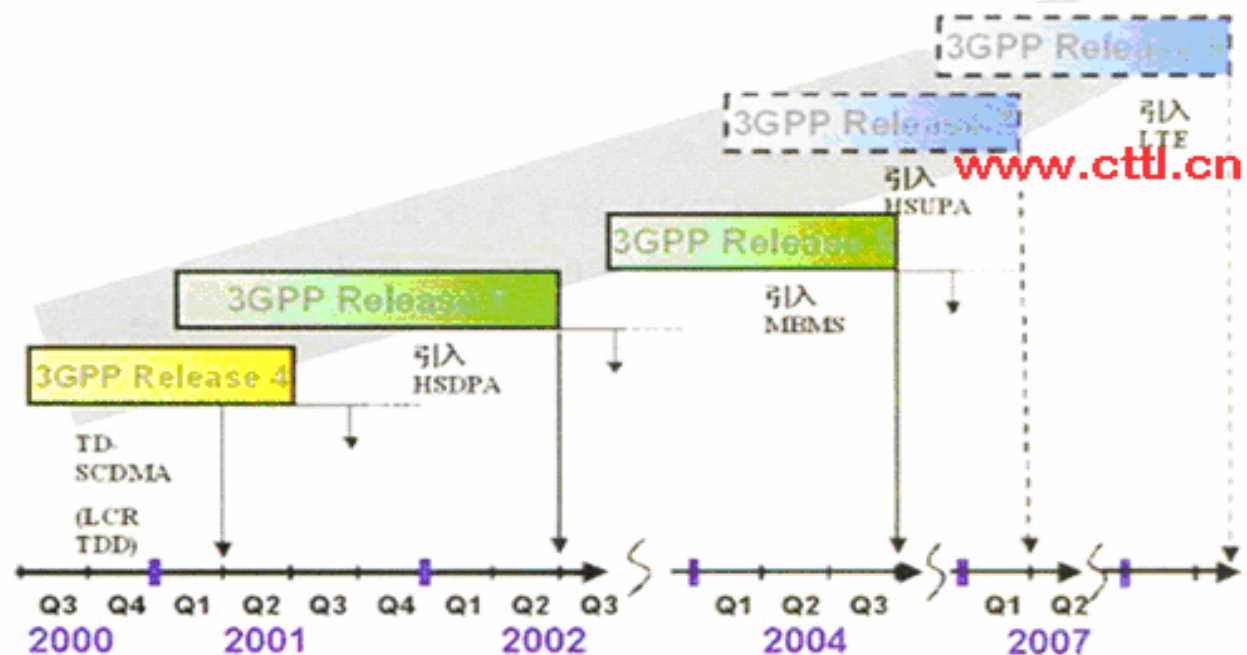 3GPP Release
引入
LTE
3GPP Release
www.cttl.cn
引入
HSUPA
3GPP Release
引入
MBMS
3GPP Release
引入
HSDPA
3GPP Release 4
TD-
SCDMA
(LCR
TDD)
Q3 Q4 Q1 Q2 Q3 Q4 Q1 Q2 Q3 Q1 Q2 Q3 Q1 Q2
2000 2001 2002 2004 2007